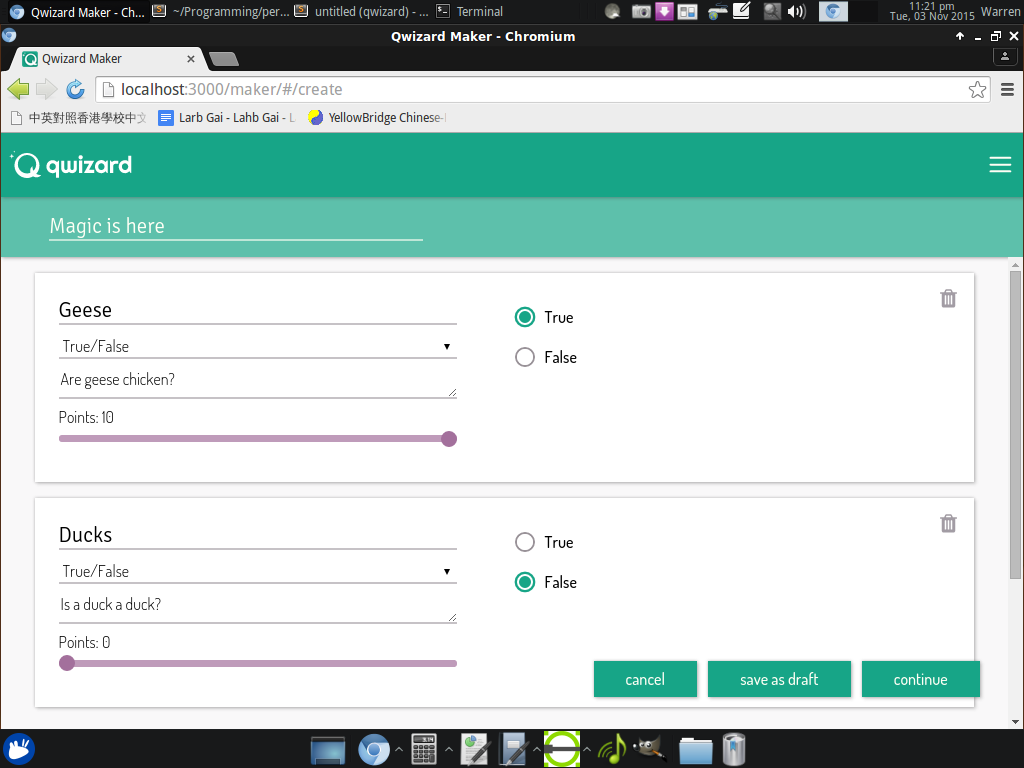 Qwizard Maker - Ch...
~/Programming/per...
untitled (qwizard) - ...
Terminal
11:21 pm
Tue, 03 Nov 2015
Warren
Qwizard Maker - Chromium
Qwizard Maker
localhost:3000/maker/#/create
中英對照香港學校中文
Larb Gai - Lahb Gai - L
YellowBridge Chinese-
qwizard
Magic is here
Geese
True/False
Are geese chicken?
Points: 10
True
False
Ducks
True/False
Is a duck a duck?
Points: 0
True
False
cancel
save as draft
continue
3.14